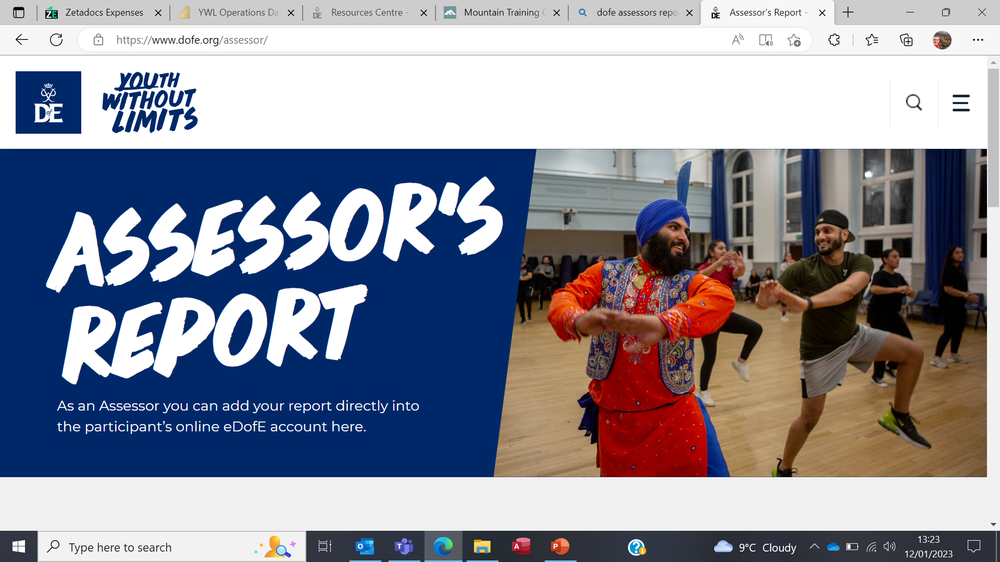 Zetadocs Expenses
YWL Operations Da
Resources Centre -
Mountain Training
dofe assessors repo
Assessor's Report -
https://www.dofe.org/assessor/
DofE
YOUTH
WITHOUT
LIMITS
ASSESSOR'S
REPORT
As an Assessor you can add your report directly into
the participant's online eDofE account here.
Type here to search
9°C Cloudy
13:23
12/01/2023